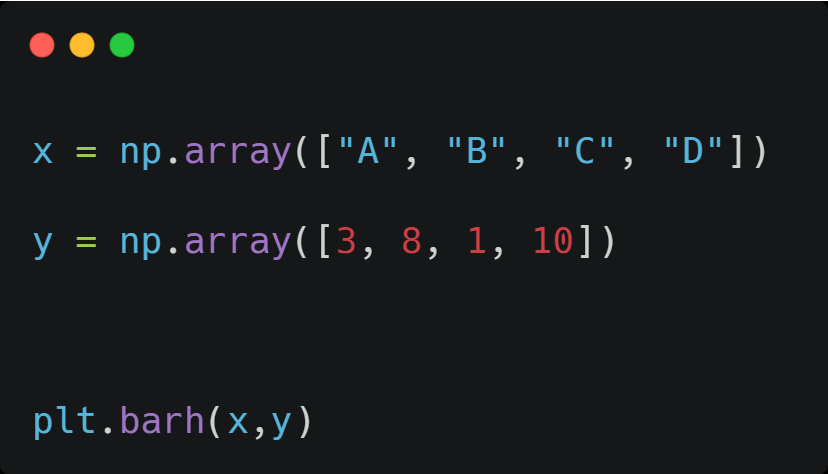 x = np.array(["A", "B", "C", "D"])
y = np.array([3, 8, 1, 10])
plt.barh(x,y)